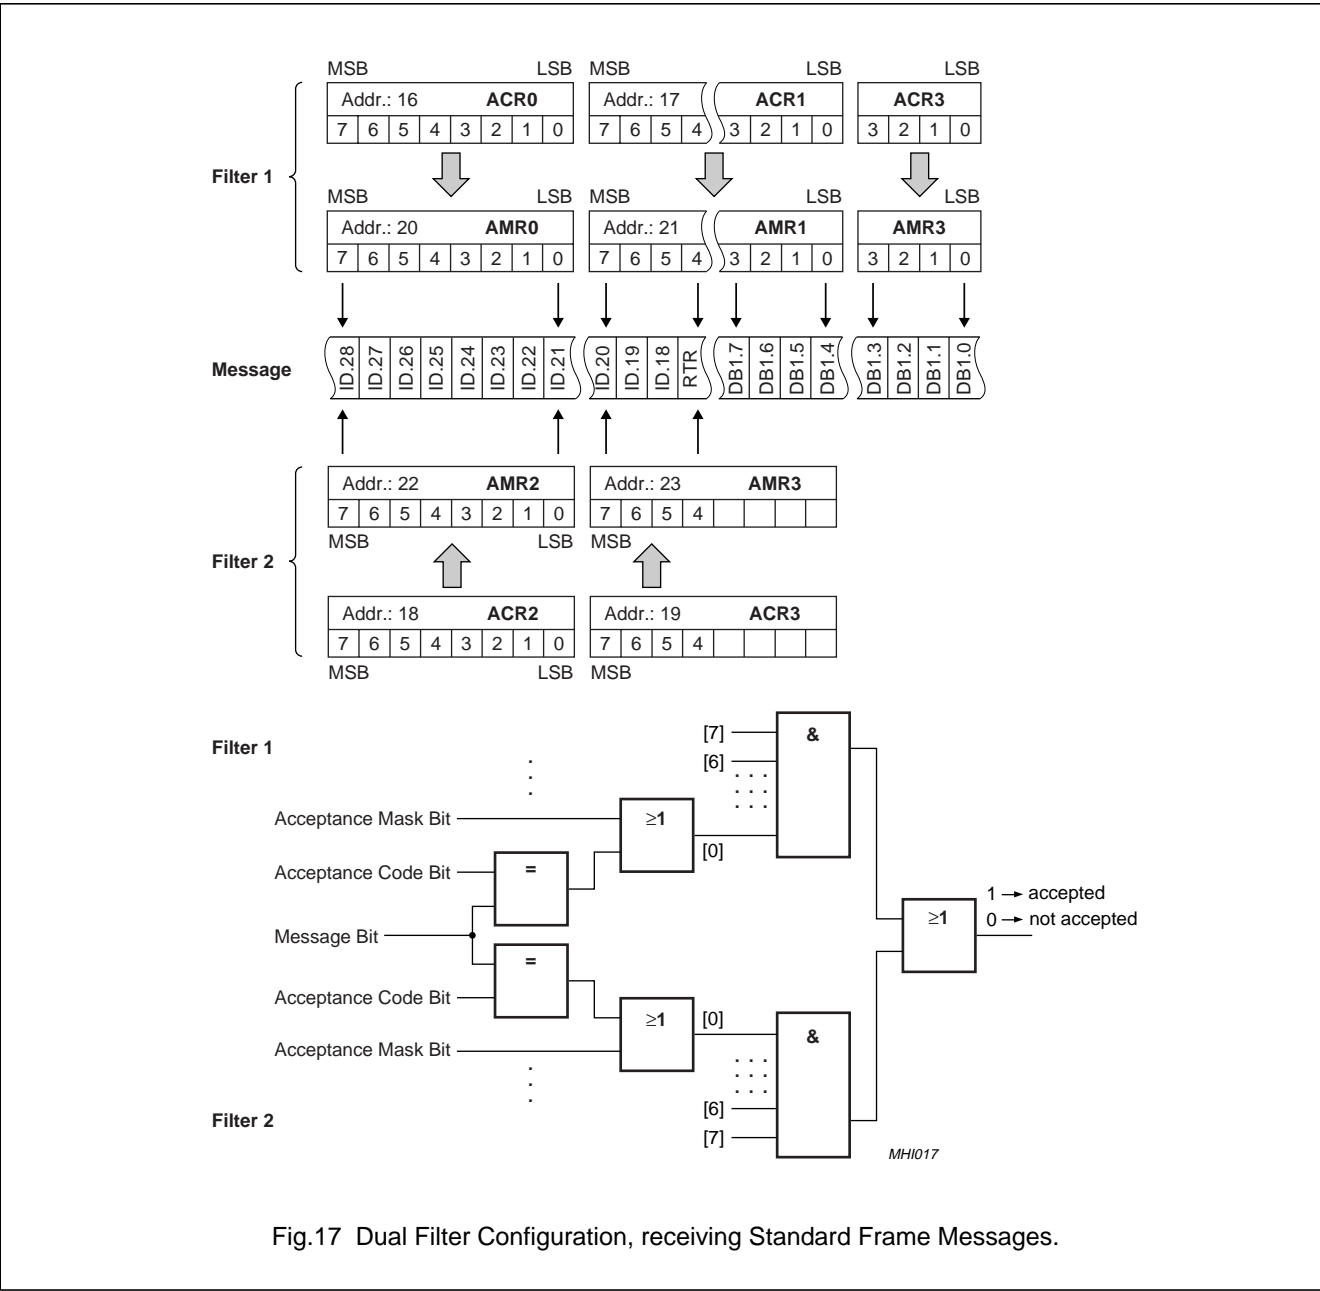 MSB LSB MSB LSB LSB
Addr.: 16 ACR0 Addr.: 17 ACR1 ACR3
7 6 5 4 3 2 1 0 7 6 5 4 3 2 1 0 3 2 1 0
Filter 1
MSB LSB MSB LSB LSB
Addr.: 20 AMR0 Addr.: 21 AMR1 AMR3
7 6 5 4 3 2 1 0 7 6 5 4 3 2 1 0 3 2 1 0
Message ID.28 ID.27 ID.26 ID.25 ID.24 ID.23 ID.22 ID.21 ID.20 ID.19 ID.18 RTR DB1.7 DB1.6 DB1.5 DB1.4 DB1.3 DB1.2 DB1.1 DB1.0
Addr.: 22 AMR2 Addr.: 23 AMR3
7 6 5 4 3 2 1 0 7 6 5 4
MSB LSB MSB
Filter 2
Addr.: 18 ACR2 Addr.: 19 ACR3
7 6 5 4 3 2 1 0 7 6 5 4
MSB LSB MSB
Filter 1
[7] &
[6]
Acceptance Mask Bit ≥1
[0]
Acceptance Code Bit =
1 → accepted
≥1 0 → not accepted
Message Bit
=
Acceptance Code Bit
≥1 [0] &
Acceptance Mask Bit
[6]
Filter 2
[7]
MHI017
Fig.17 Dual Filter Configuration, receiving Standard Frame Messages.